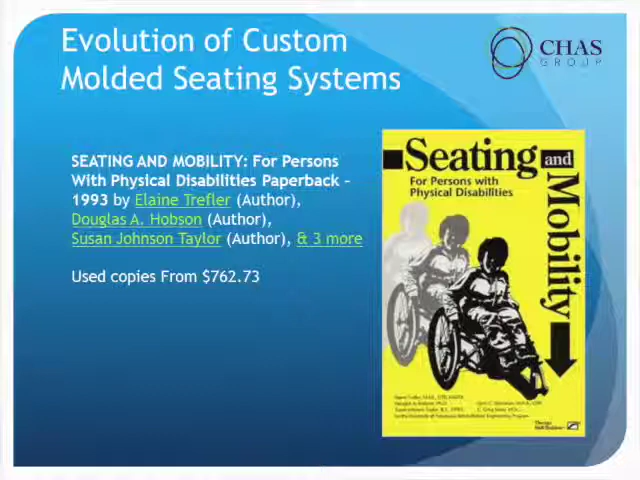 Evolution of Custom
Molded Seating Systems
CHAS
GROUP
SEATING AND MOBILITY: For Persons
With Physical Disabilities Paperback –
1993 by Elaine Trefler (Author),
Douglas A. Hobson (Author),
Susan Johnson Taylor (Author), & 3 more
Used copies From $762.73
Seating and
Mobility
For Persons with
Physical Disabilities